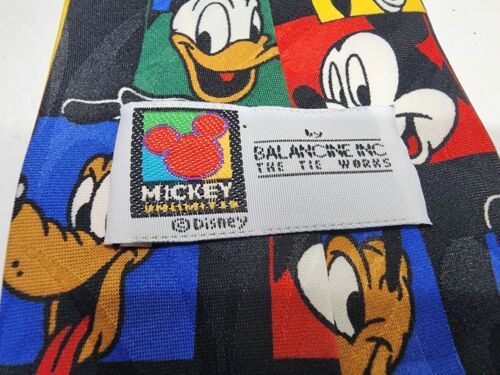 MICKEY
UNLIMITED
©Disney
by
BALANCINE INC.
THE TIE WORKS